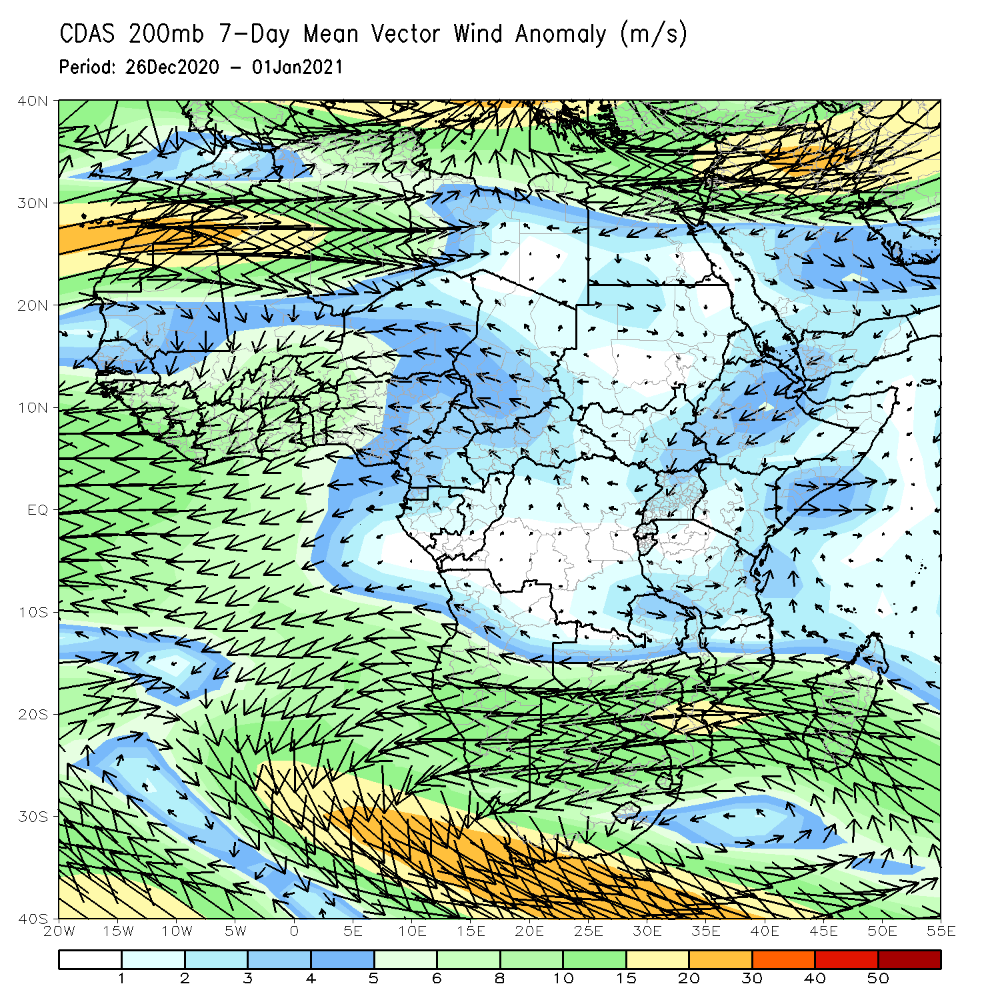 CDAS 200mb 7-Day Mean Vector Wind Anomaly (m/s)
Period: 26Dec2020 - 01Jan2021
40N
30N
20N
10N
EQ
10S
20S
30S
40S
20W 15W 10W 5W 0 5E 10E 15E 20E 25E 30E 35E 40E 45E 50E 55E
1 2 3 4 5 6 8 10 15 20 30 40 50